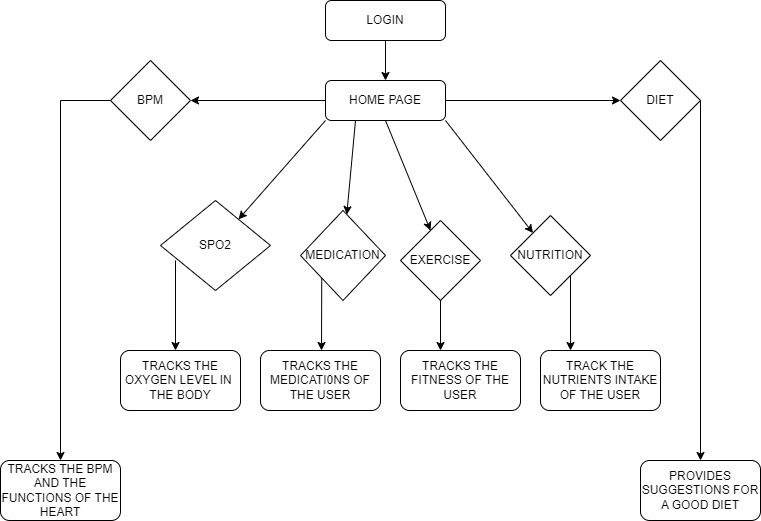 LOGIN
HOME PAGE
BPM
DIET
SPO2
MEDICATION
EXERCISE
NUTRITION
TRACKS THE
OXYGEN LEVEL IN
THE BODY
TRACKS THE
MEDICATI0NS OF
THE USER
TRACKS THE
FITNESS OF THE
USER
TRACK THE
NUTRIENTS INTAKE
OF THE USER
TRACKS THE BPM
AND THE
FUNCTIONS OF THE
HEART
PROVIDES
SUGGESTIONS FOR
A GOOD DIET